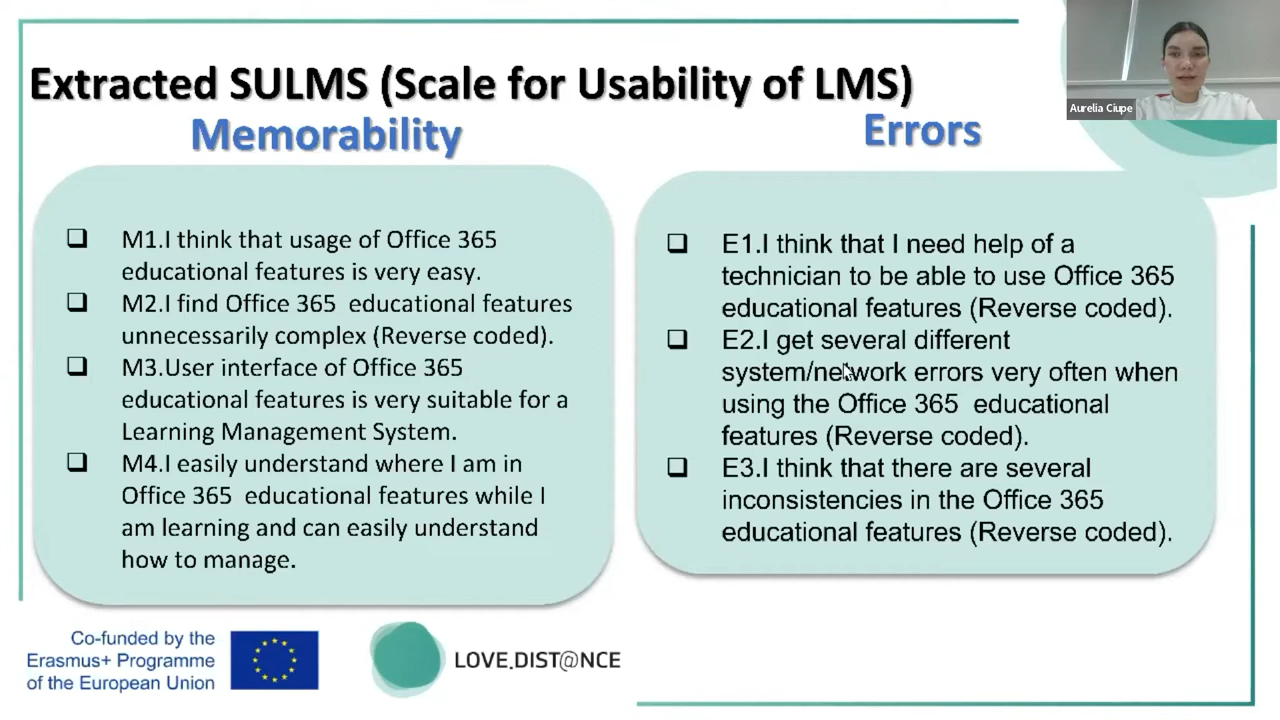 Extracted SULMS (Scale for Usability of LMS)
Aurelia Ciupe
Memorability
M1.I think that usage of Office 365
educational features is very easy.
M2.I find Office 365 educational features
unnecessarily complex (Reverse coded).
M3.User interface of Office 365
educational features is very suitable for a
Learning Management System.
M4.I easily understand where I am in
Office 365 educational features while I
am learning and can easily understand
how to manage.
Errors
E1.I think that I need help of a
technician to be able to use Office 365
educational features (Reverse coded).
E2.I get several different
system/network errors very often when
using the Office 365 educational
features (Reverse coded).
E3.I think that there are several
inconsistencies in the Office 365
educational features (Reverse coded).
Co-funded by the
Erasmus+ Programme
of the European Union
LOVE.DIST@NCE